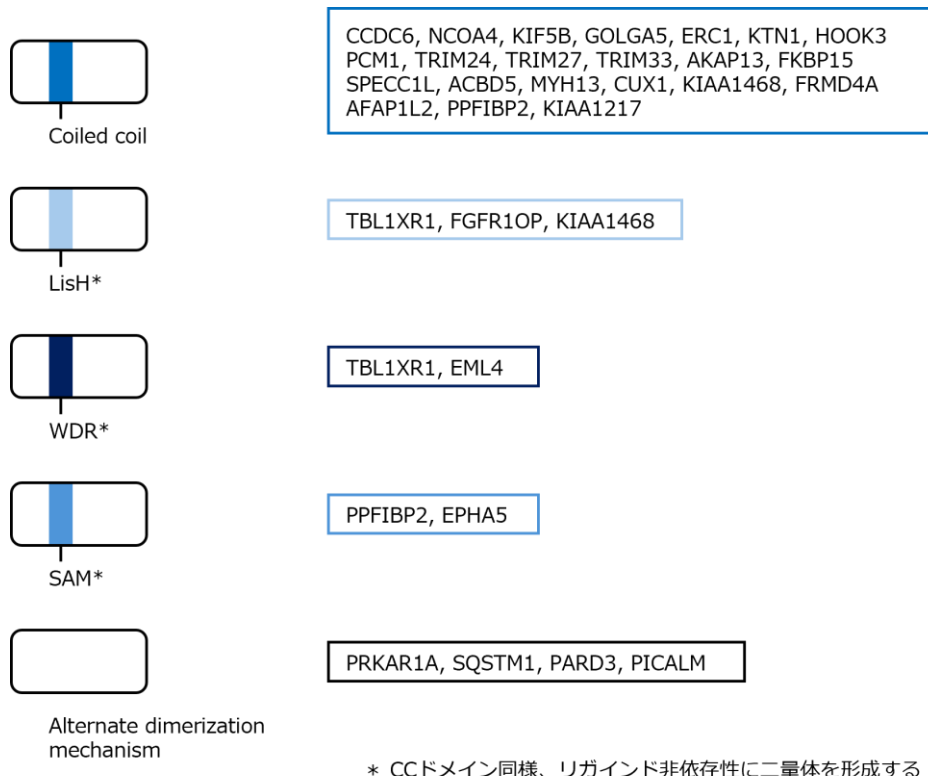 CCDC6, NCOA4, KIF5B, GOLGA5, ERC1, KTN1, HOOK3
PCM1, TRIM24, TRIM27, TRIM33, AKAP13, FKBP15
SPECC1L, ACBD5, MYH13, CUX1, KIAA1468, FRMD4A
AFAP1L2, PPFIBP2, KIAA1217
Coiled coil
TBL1XR1, FGFR1OP, KIAA1468
LisH*
TBL1XR1, EML4
WDR*
PPFIBP2, EPHA5
SAM*
PRKAR1A, SQSTM1, PARD3, PICALM
Alternate dimerization
mechanism
* CCドメイン同様、リガインド非依存性に二量体を形成する